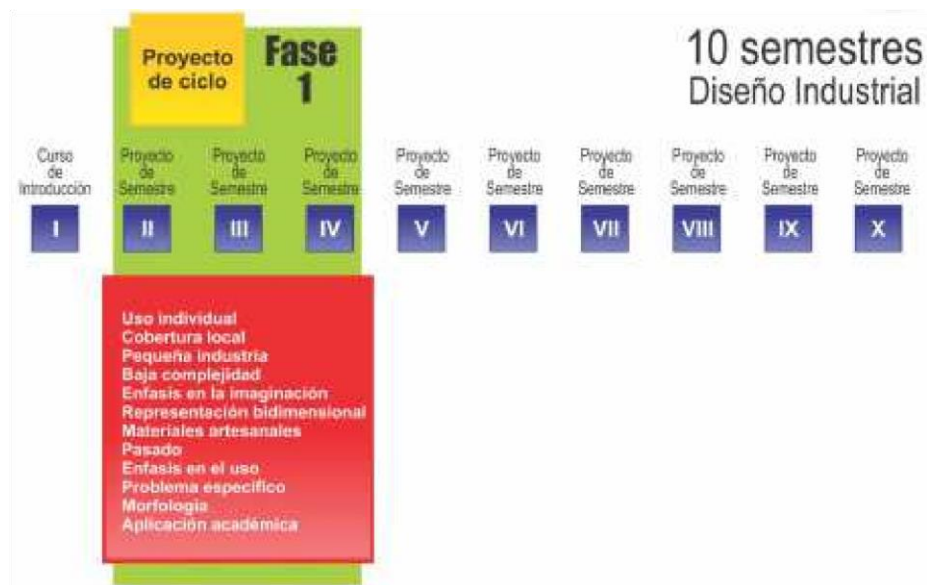 Proyecto
de ciclo
Fase
1
10 semestres
Diseño Industrial
Curso
de
Introducción
I
Proyecto
de
Semestre
II
Proyecto
de
Semestre
III
Proyecto
de
Semestre
IV
Proyecto
de
Semestre
V
Proyecto
de
Semestre
VI
Proyecto
de
Semestre
VII
Proyecto
de
Semestre
VIII
Proyecto
de
Semestre
IX
Proyecto
de
Semestre
X
Uso individual
Cobertura local
Pequeña industria
Baja complejidad
Enfasis en la imaginación
Representación bidimensional
Materiales artesanales
Pasado
Enfasis en el uso
Problema específico
Morfología
Aplicación académica